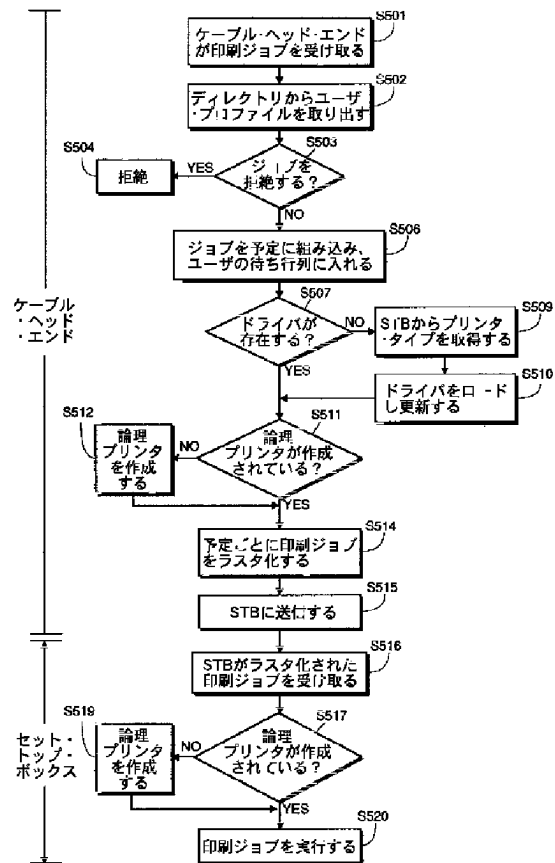 S501
ケーブル・ヘッド・エンド
が印刷ジョブを受け取る
S502
ディレクトリからユーザ
・プロファイルを取り出す
S503
ジョブを
拒絶する？
YES
S504
拒絶
NO
S506
ジョブを予定に組み込み、
ユーザの待ち行列に入れる
S507
ドライバが
存在する？
NO
S509
STBからプリンタ
・タイプを取得する
YES
S510
ドライバをロード
し更新する
S511
論理
プリンタが作成
されている？
NO
S512
論理
プリンタ
を作成
する
YES
S514
予定ごとに印刷ジョブ
をラスタ化する
S515
STBに送信する
ケーブル
・ヘッド
・エンド
S516
STBがラスタ化された
印刷ジョブを受け取る
S517
論理
プリンタが作成
されている？
NO
S519
論理
プリンタ
を作成
する
YES
S520
印刷ジョブを実行する
セット・
トップ・
ボックス